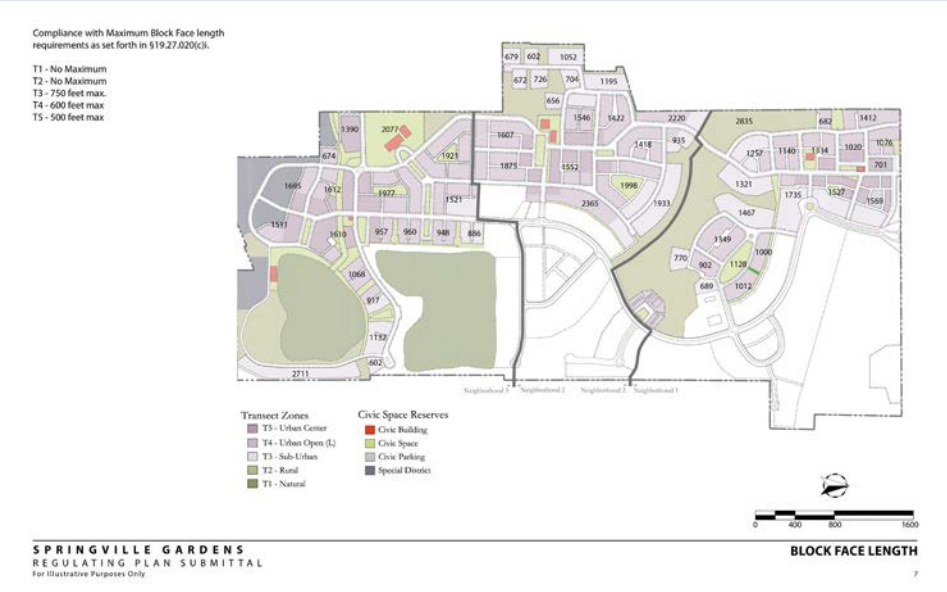 Compliance with Maximum Block Face length
requirements as set forth in §19.27.020(c)i.
T1 - No Maximum
T2 - No Maximum
T3 - 750 feet max.
T4 - 600 feet max
T5 - 500 feet max
679 602 1052
672 726 704 1195
656
1546 1422 2220 2835 682 1412
1390 2077 1607 1418 935 1020 1076
674 1921 1875 1552 1257 1140 1334 701
1695 1612 1977 1521 1998 1321 1735 1527 1569
1511 2365 1933 1467
1610 957 960 948 886 1349 1000
770 902 1128
1068 689 1012
917
1132
602
2711
Neighborhood 3 Neighborhood 2 Neighborhood 2 Neighborhood 1
Transect Zones
T5 - Urban Center
T4 - Urban Open (L)
T3 - Sub-Urban
T2 - Rural
T1 - Natural
Civic Space Reserves
Civic Building
Civic Space
Civic Parking
Special District
0 400 800 1600
SPRINGVILLE GARDENS
REGULATING PLAN SUBMITTAL
For Illustrative Purposes Only
BLOCK FACE LENGTH
7